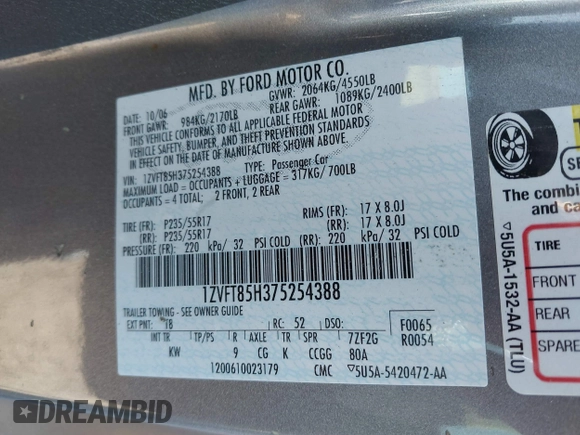 MFD. BY FORD MOTOR CO.
DATE: 10/06
GVWR: 2064KG/4550LB
FRONT GAWR: 984KG/2170LB
REAR GAWR: 1089KG/2400LB
THIS VEHICLE CONFORMS TO ALL APPLICABLE FEDERAL MOTOR
VEHICLE SAFETY, BUMPER, AND THEFT PREVENTION STANDARDS
IN EFFECT ON THE DATE OF MANUFACTURE SHOWN ABOVE.
VIN: 1ZVFT85H375254388
TYPE: Passenger Car
MAXIMUM LOAD = OCCUPANTS + LUGGAGE = 317KG/700LB
OCCUPANTS = 4 TOTAL, 2 FRONT, 2 REAR
TIRE (FR): P235/55R17 RIMS (FR): 17 X 8.0J
(RR): P235/55R17 (RR): 17 X 8.0J
PRESSURE (FR): 220 kPa/ 32 PSI COLD (RR): 220 kPa/ 32 PSI COLD
1ZVFT85H375254388
TRAILER TOWING - SEE OWNER GUIDE
EXT PNT: T8 RC: 52 DSO: F0065
INT TR TP/PS R AXLE TR SPR 7ZF2G R0054
KW 9 CG K CCGG 80A
1200610023179 CMC ▽5U5A-5420472-AA
The combin
and ca
TIRE
FRONT
REAR
SPARE
▽5U5A-1532-AA (TLU)
DREAMBID